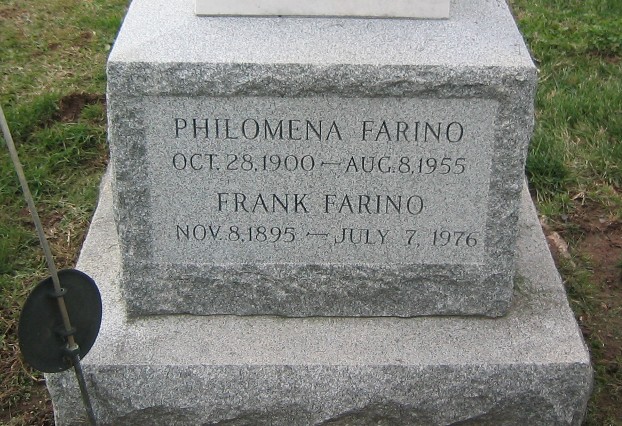 PHILOMENA FARINO
OCT. 28, 1900 — AUG. 8, 1955
FRANK FARINO
NOV. 8, 1895 — JULY 7, 1976